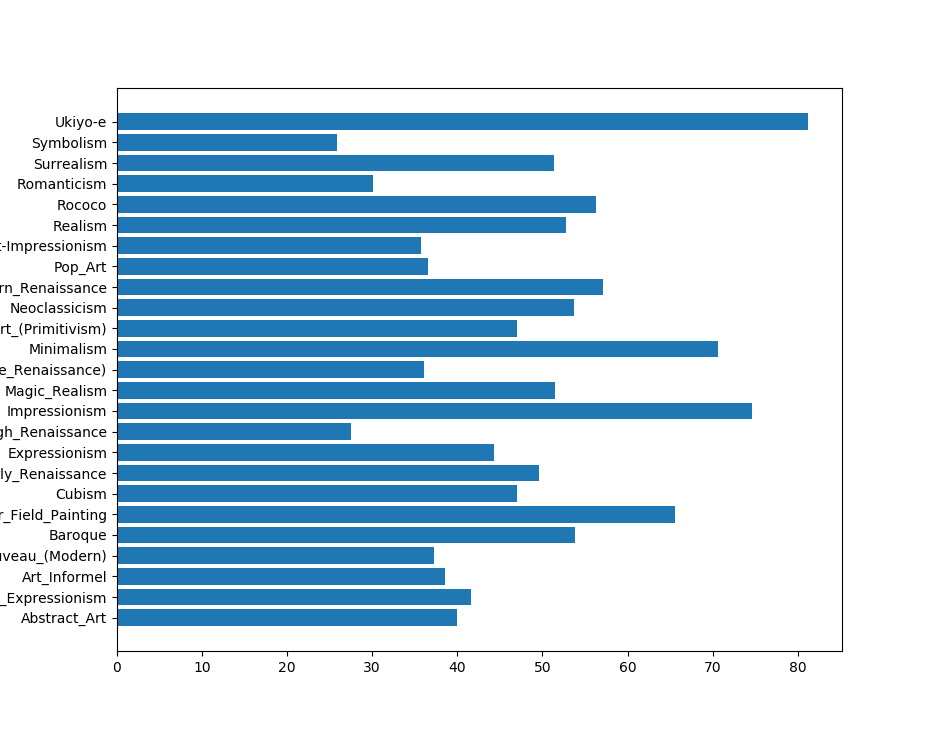 Ukiyo-e
Symbolism
Surrealism
Romanticism
Rococo
Realism
t-Impressionism
Pop_Art
rn_Renaissance
Neoclassicism
rt_(Primitivism)
Minimalism
e_Renaissance)
Magic_Realism
Impressionism
gh_Renaissance
Expressionism
ly_Renaissance
Cubism
r_Field_Painting
Baroque
uveau_(Modern)
Art_Informel
_Expressionism
Abstract_Art
0 10 20 30 40 50 60 70 80